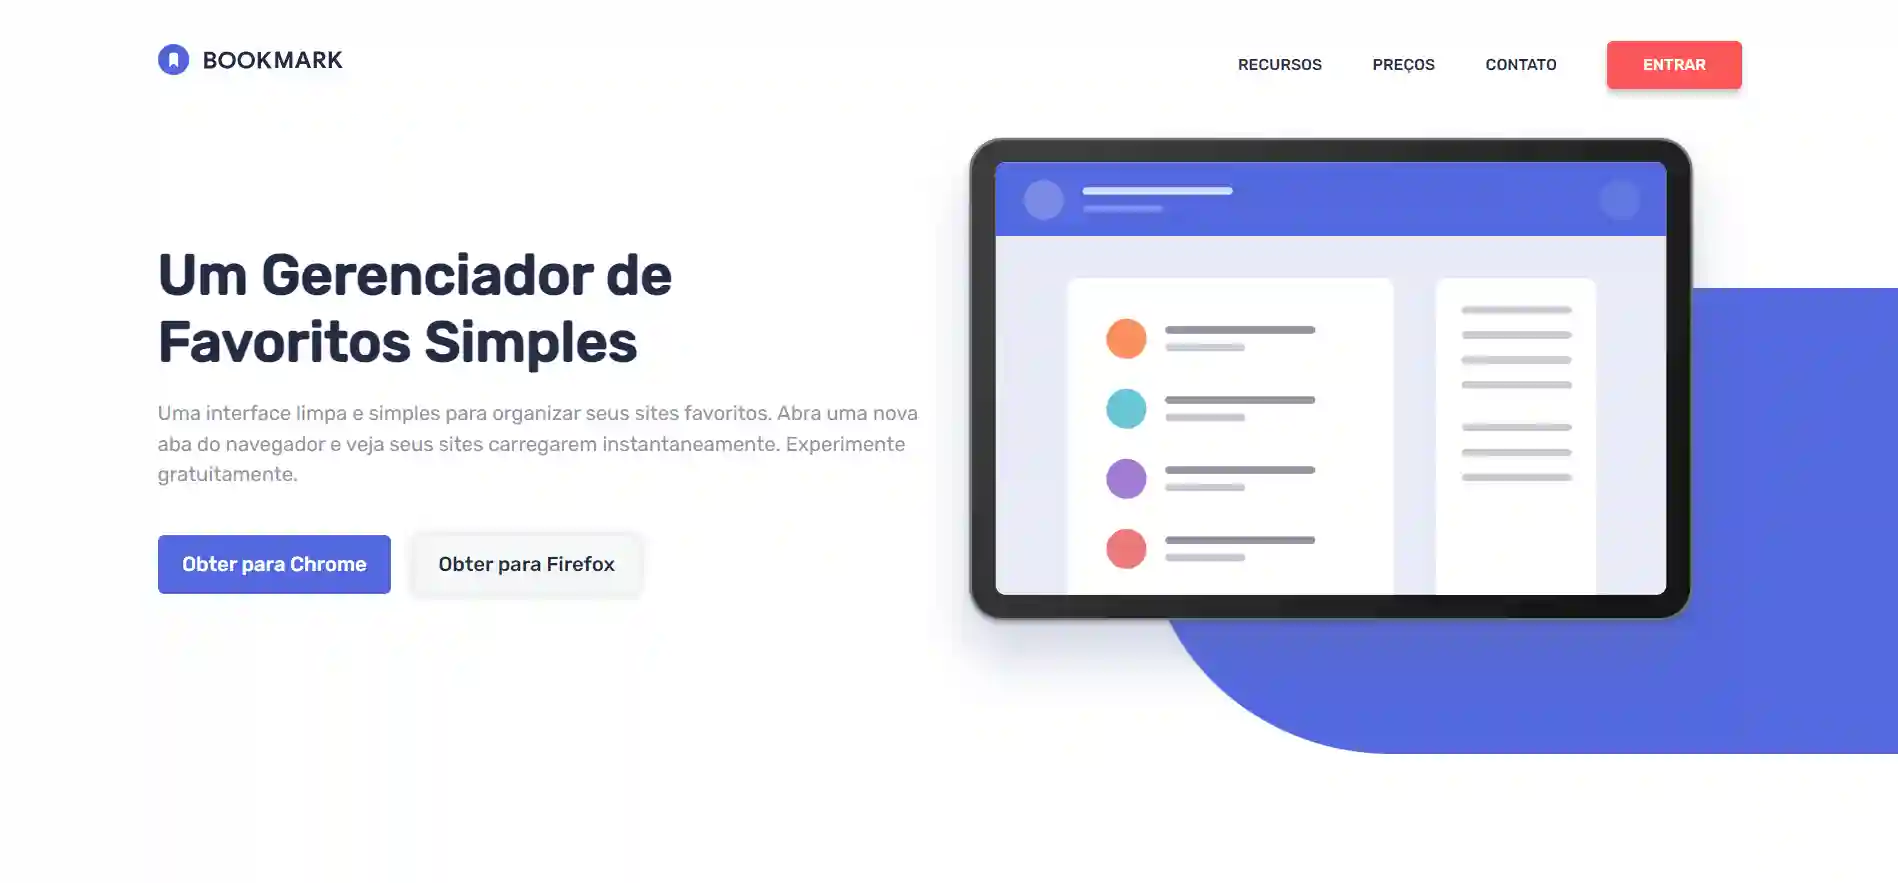 BOOKMARK
RECURSOS PREÇOS CONTATO ENTRAR
Um Gerenciador de
Favoritos Simples
Uma interface limpa e simples para organizar seus sites favoritos. Abra uma nova
aba do navegador e veja seus sites carregarem instantaneamente. Experimente
gratuitamente.
Obter para Chrome Obter para Firefox